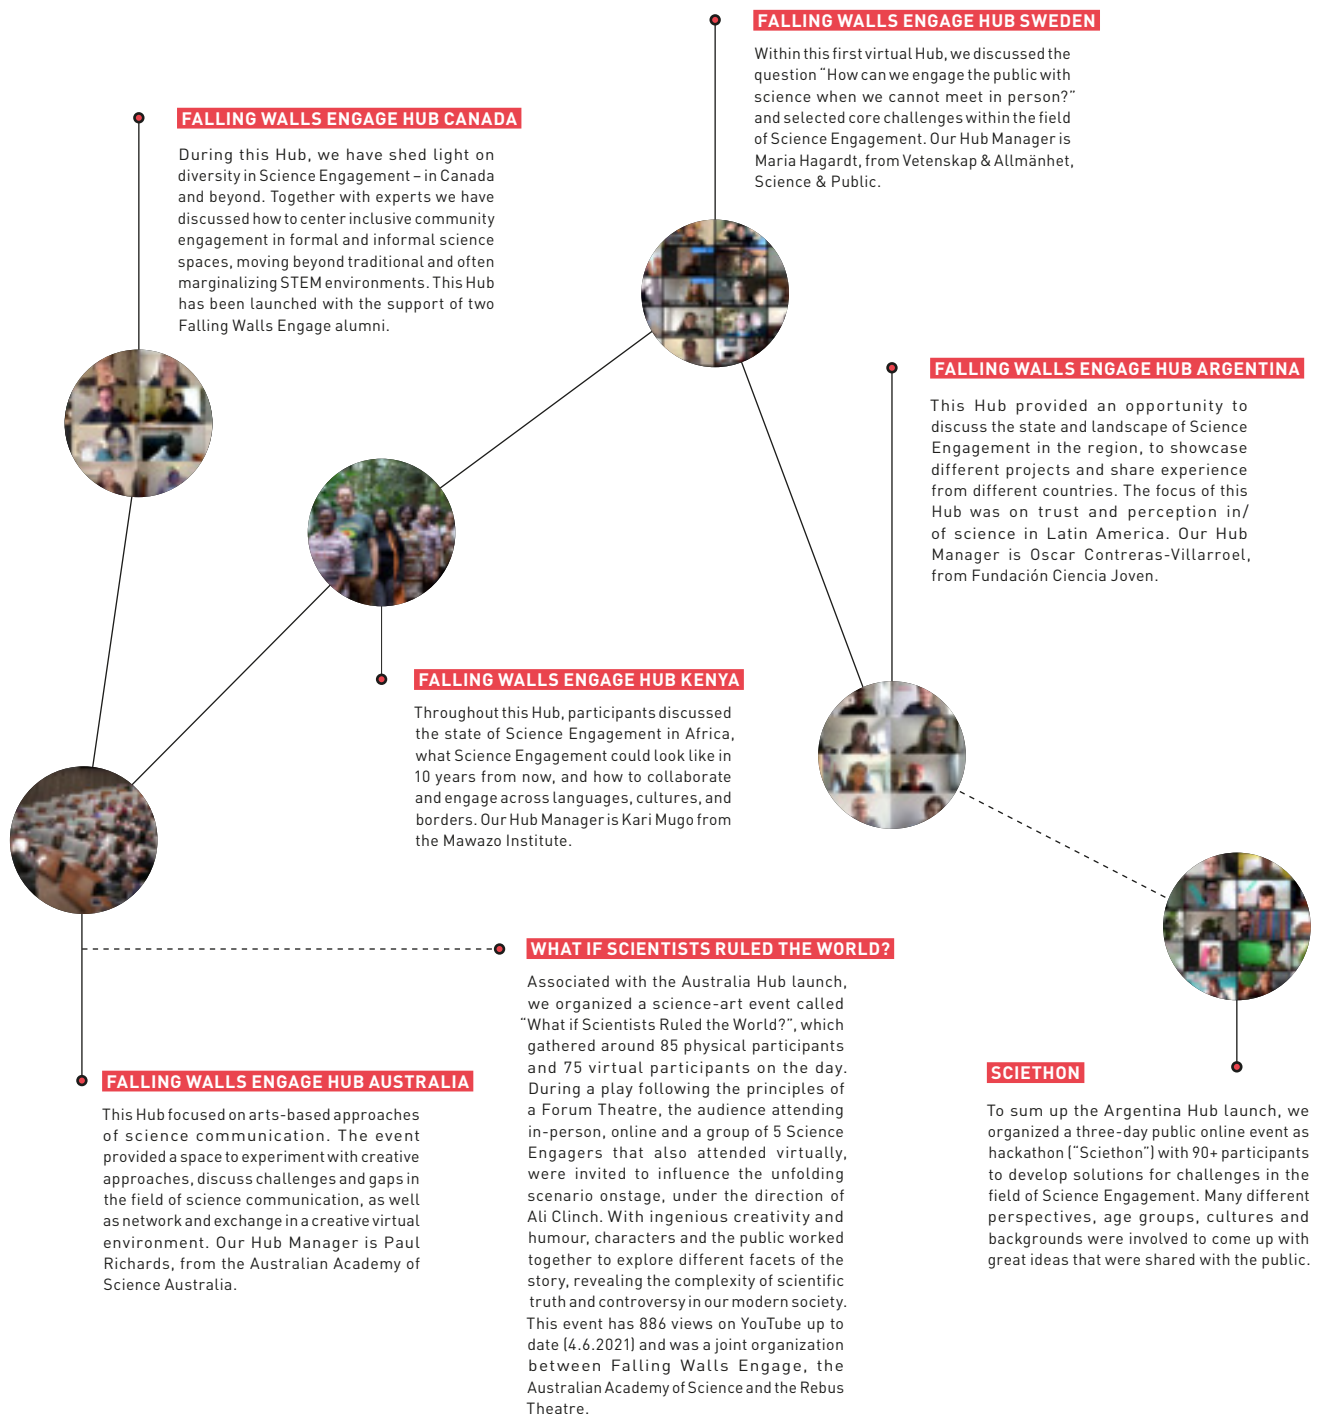 FALLING WALLS ENGAGE HUB SWEDEN
Within this first virtual Hub, we discussed the
question “How can we engage the public with
science when we cannot meet in person?”
and selected core challenges within the field
of Science Engagement. Our Hub Manager is
Maria Hagardt, from Vetenskap & Allmänhet,
Science & Public.
FALLING WALLS ENGAGE HUB CANADA
During this Hub, we have shed light on
diversity in Science Engagement – in Canada
and beyond. Together with experts we have
discussed how to center inclusive community
engagement in formal and informal science
spaces, moving beyond traditional and often
marginalizing STEM environments. This Hub
has been launched with the support of two
Falling Walls Engage alumni.
FALLING WALLS ENGAGE HUB ARGENTINA
This Hub provided an opportunity to
discuss the state and landscape of Science
Engagement in the region, to showcase
different projects and share experience
from different countries. The focus of this
Hub was on trust and perception in/
of science in Latin America. Our Hub
Manager is Oscar Contreras-Villarroel,
from Fundación Ciencia Joven.
FALLING WALLS ENGAGE HUB KENYA
Throughout this Hub, participants discussed
the state of Science Engagement in Africa,
what Science Engagement could look like in
10 years from now, and how to collaborate
and engage across languages, cultures, and
borders. Our Hub Manager is Kari Mugo from
the Mawazo Institute.
WHAT IF SCIENTISTS RULED THE WORLD?
Associated with the Australia Hub launch,
we organized a science-art event called
“What if Scientists Ruled the World?”, which
gathered around 85 physical participants
and 75 virtual participants on the day.
During a play following the principles of
a Forum Theatre, the audience attending
in-person, online and a group of 5 Science
Engagers that also attended virtually,
were invited to influence the unfolding
scenario onstage, under the direction of
Ali Clinch. With ingenious creativity and
humour, characters and the public worked
together to explore different facets of the
story, revealing the complexity of scientific
truth and controversy in our modern society.
This event has 886 views on YouTube up to
date (4.6.2021) and was a joint organization
between Falling Walls Engage, the
Australian Academy of Science and the Rebus
Theatre.
FALLING WALLS ENGAGE HUB AUSTRALIA
This Hub focused on arts-based approaches
of science communication. The event
provided a space to experiment with creative
approaches, discuss challenges and gaps in
the field of science communication, as well
as network and exchange in a creative virtual
environment. Our Hub Manager is Paul
Richards, from the Australian Academy of
Science Australia.
SCIETHON
To sum up the Argentina Hub launch, we
organized a three-day public online event as
hackathon (“Sciethon”) with 90+ participants
to develop solutions for challenges in the
field of Science Engagement. Many different
perspectives, age groups, cultures and
backgrounds were involved to come up with
great ideas that were shared with the public.